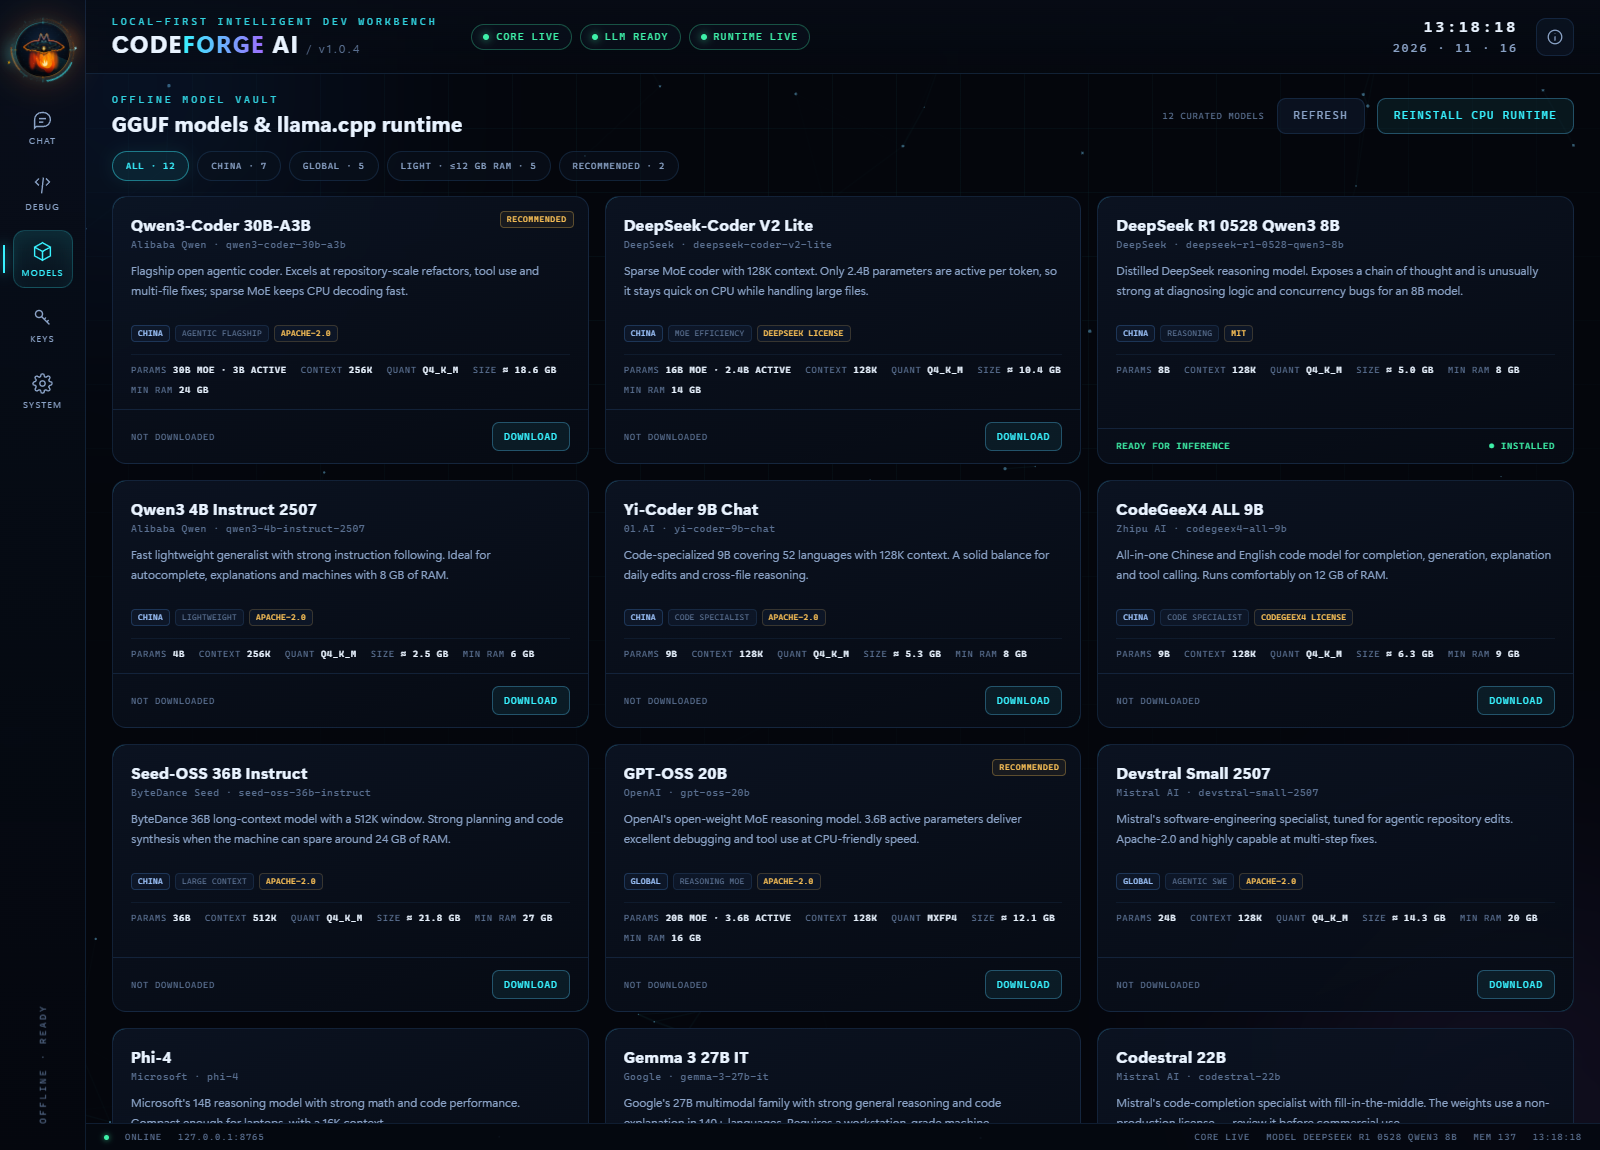 LOCAL-FIRST INTELLIGENT DEV WORKBENCH
CODEFORGE AI / v1.0.4
CORE LIVE
LLM READY
RUNTIME LIVE
13:18:18
2026 · 11 · 16
CHAT
DEBUG
MODELS
KEYS
SYSTEM
OFFLINE · READY
OFFLINE MODEL VAULT
GGUF models & llama.cpp runtime
12 CURATED MODELS
REFRESH
REINSTALL CPU RUNTIME
ALL · 12
CHINA · 7
GLOBAL · 5
LIGHT · ≤12 GB RAM · 5
RECOMMENDED · 2
Qwen3-Coder 30B-A3B
RECOMMENDED
Alibaba Qwen · qwen3-coder-30b-a3b
Flagship open agentic coder. Excels at repository-scale refactors, tool use and
multi-file fixes; sparse MoE keeps CPU decoding fast.
CHINA AGENTIC FLAGSHIP APACHE-2.0
PARAMS 30B MOE · 3B ACTIVE CONTEXT 256K QUANT Q4_K_M SIZE ≈ 18.6 GB
MIN RAM 24 GB
NOT DOWNLOADED
DOWNLOAD
DeepSeek-Coder V2 Lite
DeepSeek · deepseek-coder-v2-lite
Sparse MoE coder with 128K context. Only 2.4B parameters are active per token, so
it stays quick on CPU while handling large files.
CHINA MOE EFFICIENCY DEEPSEEK LICENSE
PARAMS 16B MOE · 2.4B ACTIVE CONTEXT 128K QUANT Q4_K_M SIZE ≈ 10.4 GB
MIN RAM 14 GB
NOT DOWNLOADED
DOWNLOAD
DeepSeek R1 0528 Qwen3 8B
DeepSeek · deepseek-r1-0528-qwen3-8b
Distilled DeepSeek reasoning model. Exposes a chain of thought and is unusually
strong at diagnosing logic and concurrency bugs for an 8B model.
CHINA REASONING MIT
PARAMS 8B CONTEXT 128K QUANT Q4_K_M SIZE ≈ 5.0 GB MIN RAM 8 GB
READY FOR INFERENCE
INSTALLED
Qwen3 4B Instruct 2507
Alibaba Qwen · qwen3-4b-instruct-2507
Fast lightweight generalist with strong instruction following. Ideal for
autocomplete, explanations and machines with 8 GB of RAM.
CHINA LIGHTWEIGHT APACHE-2.0
PARAMS 4B CONTEXT 256K QUANT Q4_K_M SIZE ≈ 2.5 GB MIN RAM 6 GB
NOT DOWNLOADED
DOWNLOAD
Yi-Coder 9B Chat
01.AI · yi-coder-9b-chat
Code-specialized 9B covering 52 languages with 128K context. A solid balance for
daily edits and cross-file reasoning.
CHINA CODE SPECIALIST APACHE-2.0
PARAMS 9B CONTEXT 128K QUANT Q4_K_M SIZE ≈ 5.3 GB MIN RAM 8 GB
NOT DOWNLOADED
DOWNLOAD
CodeGeeX4 ALL 9B
Zhipu AI · codegeex4-all-9b
All-in-one Chinese and English code model for completion, generation, explanation
and tool calling. Runs comfortably on 12 GB of RAM.
CHINA CODE SPECIALIST CODEGEEX4 LICENSE
PARAMS 9B CONTEXT 128K QUANT Q4_K_M SIZE ≈ 6.3 GB MIN RAM 9 GB
NOT DOWNLOADED
DOWNLOAD
Seed-OSS 36B Instruct
ByteDance Seed · seed-oss-36b-instruct
ByteDance 36B long-context model with a 512K window. Strong planning and code
synthesis when the machine can spare around 24 GB of RAM.
CHINA LARGE CONTEXT APACHE-2.0
PARAMS 36B CONTEXT 512K QUANT Q4_K_M SIZE ≈ 21.8 GB MIN RAM 27 GB
NOT DOWNLOADED
DOWNLOAD
GPT-OSS 20B
RECOMMENDED
OpenAI · gpt-oss-20b
OpenAI's open-weight MoE reasoning model. 3.6B active parameters deliver
excellent debugging and tool use at CPU-friendly speed.
GLOBAL REASONING MOE APACHE-2.0
PARAMS 20B MOE · 3.6B ACTIVE CONTEXT 128K QUANT MXFP4 SIZE ≈ 12.1 GB
MIN RAM 16 GB
NOT DOWNLOADED
DOWNLOAD
Devstral Small 2507
Mistral AI · devstral-small-2507
Mistral's software-engineering specialist, tuned for agentic repository edits.
Apache-2.0 and highly capable at multi-step fixes.
GLOBAL AGENTIC SWE APACHE-2.0
PARAMS 24B CONTEXT 128K QUANT Q4_K_M SIZE ≈ 14.3 GB MIN RAM 20 GB
NOT DOWNLOADED
DOWNLOAD
Phi-4
Microsoft · phi-4
Microsoft's 14B reasoning model with strong math and code performance.
Compact enough for laptops, with a 16K context.
Gemma 3 27B IT
Google · gemma-3-27b-it
Google's 27B multimodal family with strong general reasoning and code
explanation in 140+ languages. Requires a workstation-grade machine.
Codestral 22B
Mistral AI · codestral-22b
Mistral's code-completion specialist with fill-in-the-middle. The weights use a non-
production license — review it before commercial use.
ONLINE 127.0.0.1:8765
CORE LIVE MODEL DEEPSEEK R1 0528 QWEN3 8B MEM 137 13:18:18